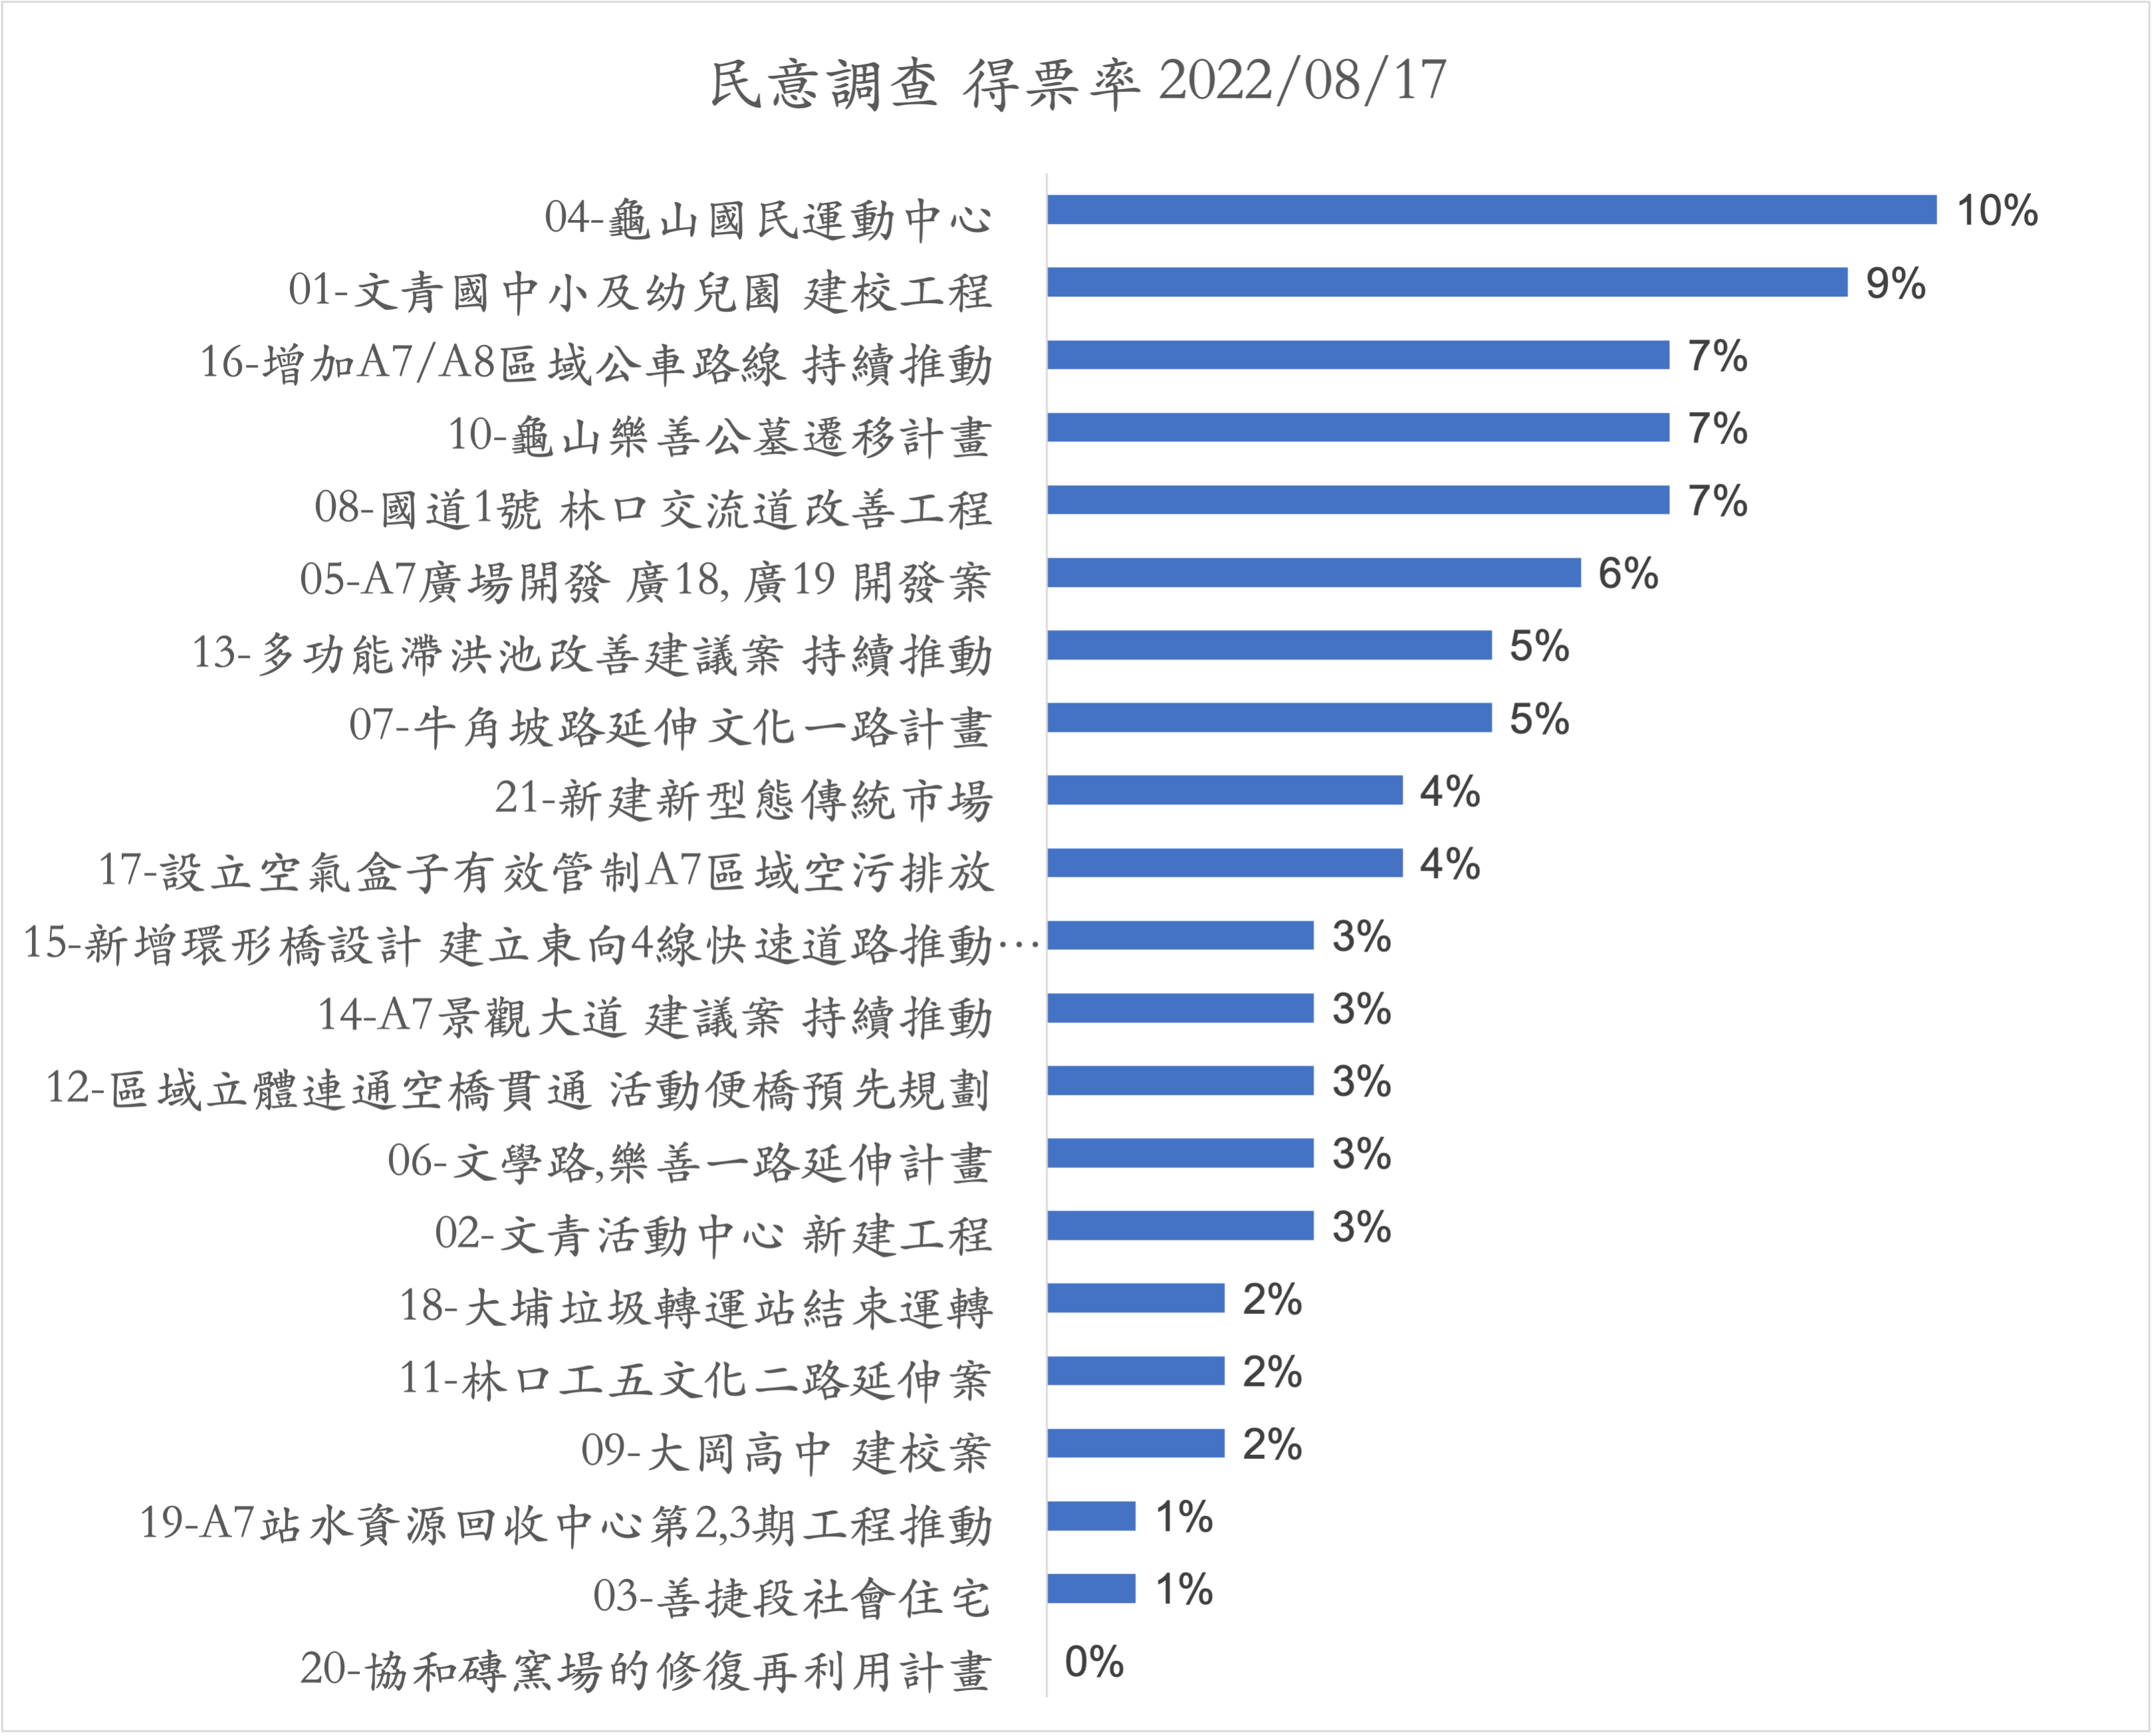 民意調查 得票率 2022/08/17
04-龜山國民運動中心 10%
01-文青國中小及幼兒園 建校工程 9%
16-增加A7/A8區域公車路線 持續推動 7%
10-龜山樂善公墓遷移計畫 7%
08-國道1號 林口交流道改善工程 7%
05-A7廣場開發 廣18, 廣19 開發案 6%
13-多功能滯洪池改善建議案 持續推動 5%
07-牛角坡路延伸文化一路計畫 5%
21-新建新型態傳統市場 4%
17-設立空氣盒子有效管制A7區域空污排放 4%
15-新增環形橋設計 建立東向4線快速道路推動… 3%
14-A7景觀大道 建議案 持續推動 3%
12-區域立體連通空橋貫通 活動便橋預先規劃 3%
06-文學路,樂善一路延伸計畫 3%
02-文青活動中心 新建工程 3%
18-大埔垃圾轉運站結束運轉 2%
11-林口工五文化二路延伸案 2%
09-大岡高中 建校案 2%
19-A7站水資源回收中心第2,3期工程推動 1%
03-善捷段社會住宅 1%
20-協和磚窯場的修復再利用計畫 0%